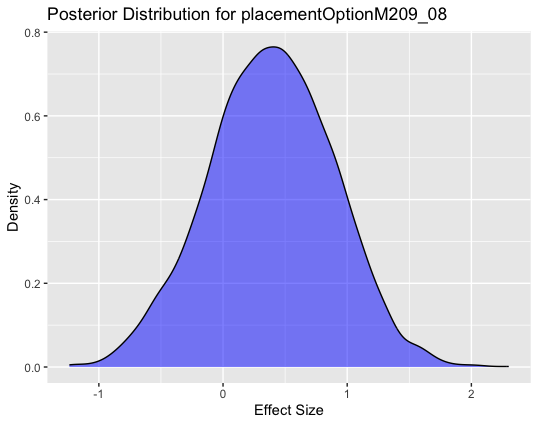 Posterior Distribution for placementOptionM209_08
0.8
0.6
0.4
0.2
0.0
Density
-1 0 1 2
Effect Size